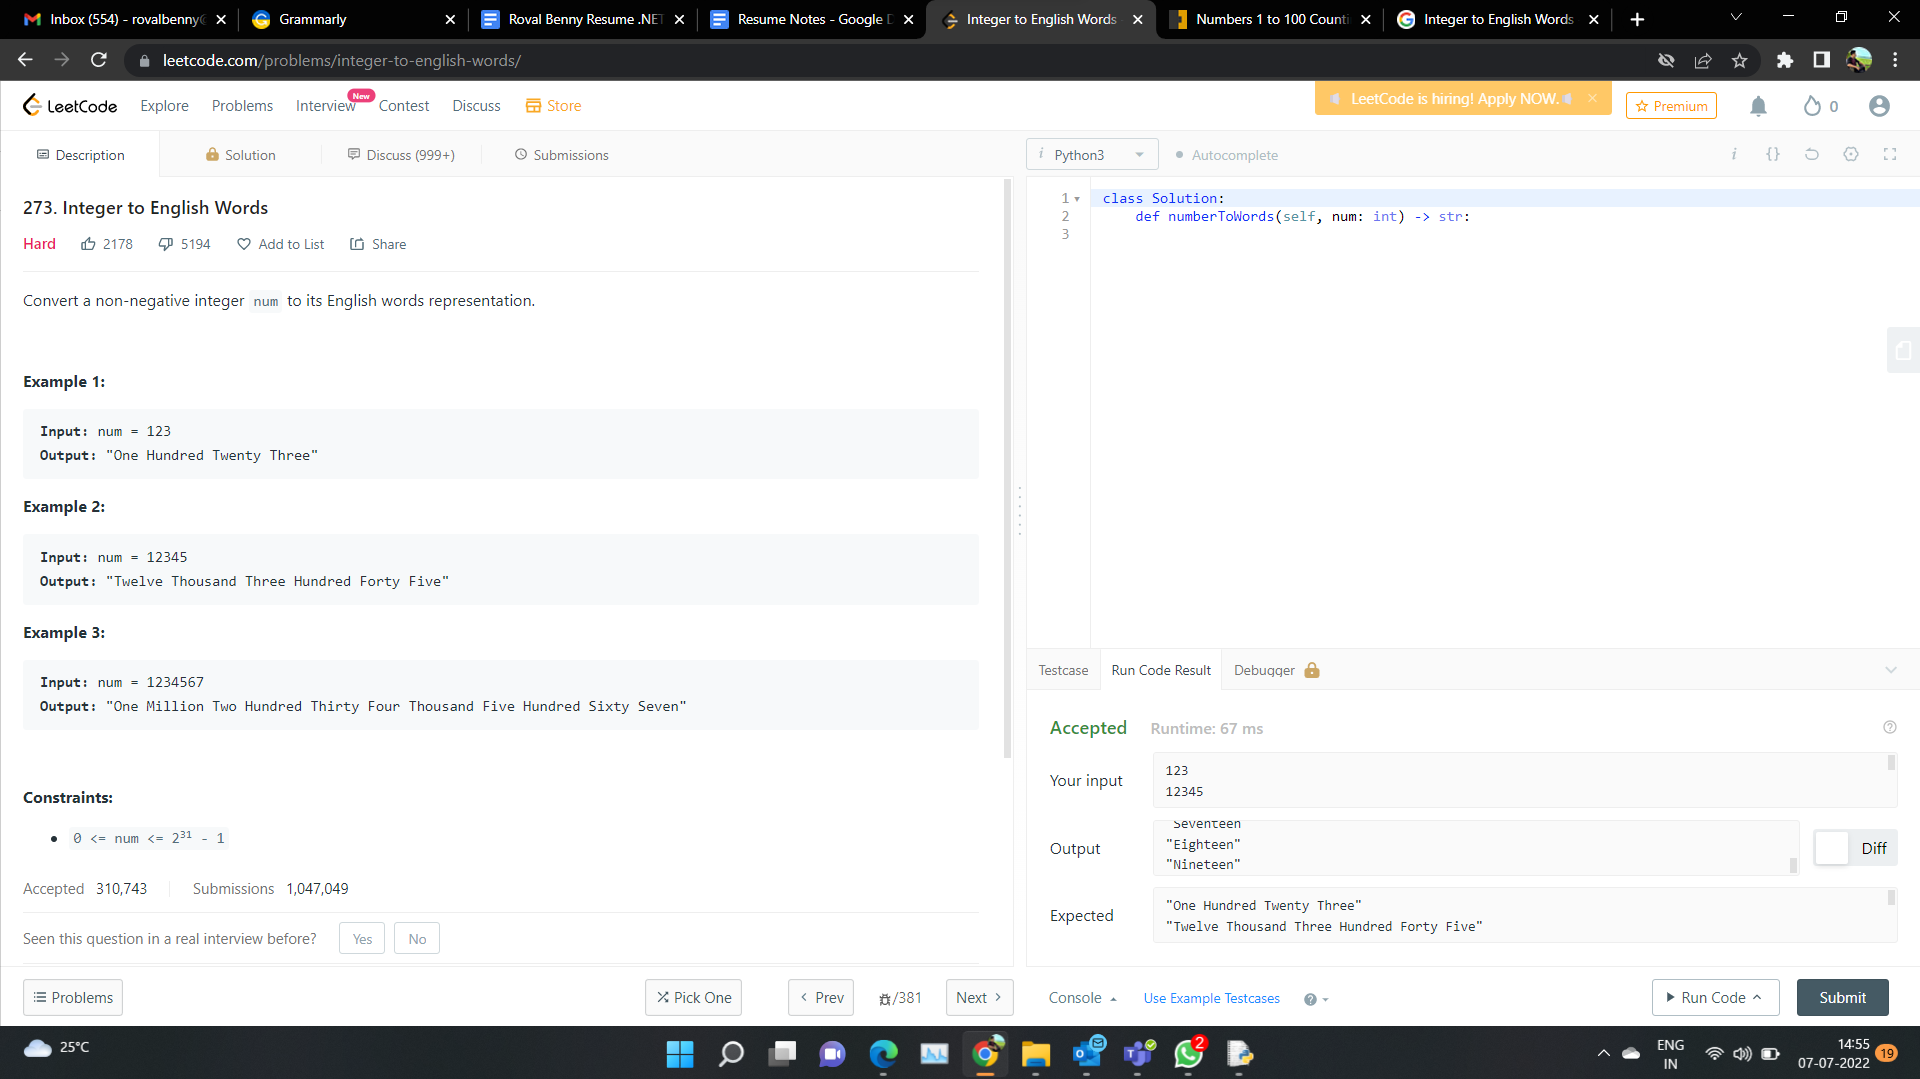 Inbox (554) - rovalbenny@
Grammarly
Roval Benny Resume .NET
Resume Notes - Google D
Integer to English Words -
Numbers 1 to 100 Counti
Integer to English Words
leetcode.com/problems/integer-to-english-words/
LeetCode
Explore
Problems
Interview
New
Contest
Discuss
Store
LeetCode is hiring! Apply NOW.
Premium
0
Description
Solution
Discuss (999+)
Submissions
Python3
Autocomplete
273. Integer to English Words
Hard
2178
5194
Add to List
Share
Convert a non-negative integer num to its English words representation.
Example 1:
Input: num = 123
Output: "One Hundred Twenty Three"
Example 2:
Input: num = 12345
Output: "Twelve Thousand Three Hundred Forty Five"
Example 3:
Input: num = 1234567
Output: "One Million Two Hundred Thirty Four Thousand Five Hundred Sixty Seven"
Constraints:
0 <= num <= 2³¹ - 1
Accepted 310,743
Submissions 1,047,049
Seen this question in a real interview before?
Yes
No
Problems
Pick One
Prev
/381
Next
1 class Solution:
2 def numberToWords(self, num: int) -> str:
3
Testcase
Run Code Result
Debugger
Accepted
Runtime: 67 ms
Your input
123
12345
Output
"Seventeen"
"Eighteen"
"Nineteen"
Diff
Expected
"One Hundred Twenty Three"
"Twelve Thousand Three Hundred Forty Five"
Console
Use Example Testcases
Run Code
Submit
25°C
2
ENG
IN
14:55
07-07-2022
19